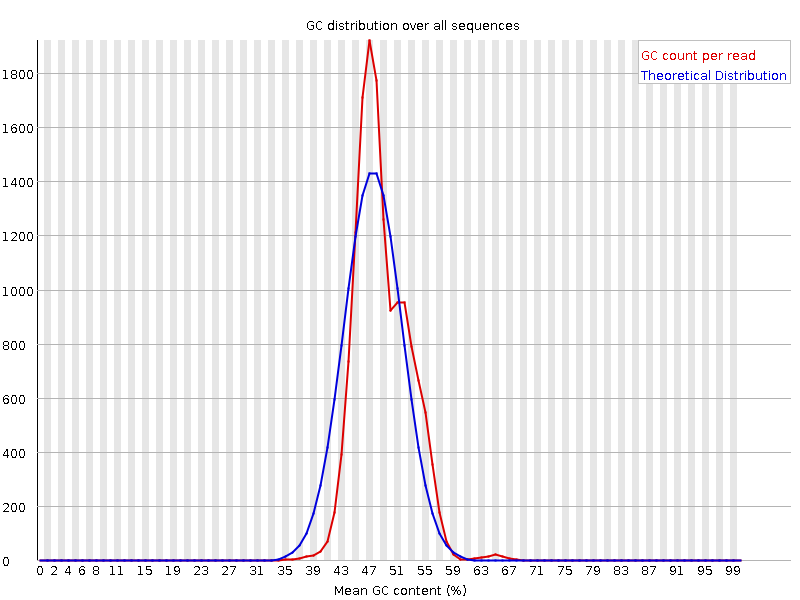 GC distribution over all sequences
GC count per read
Theoretical Distribution
1800
1600
1400
1200
1000
800
600
400
200
0
0 2 4 6 8 11 15 19 23 27 31 35 39 43 47 51 55 59 63 67 71 75 79 83 87 91 95 99
Mean GC content (%)